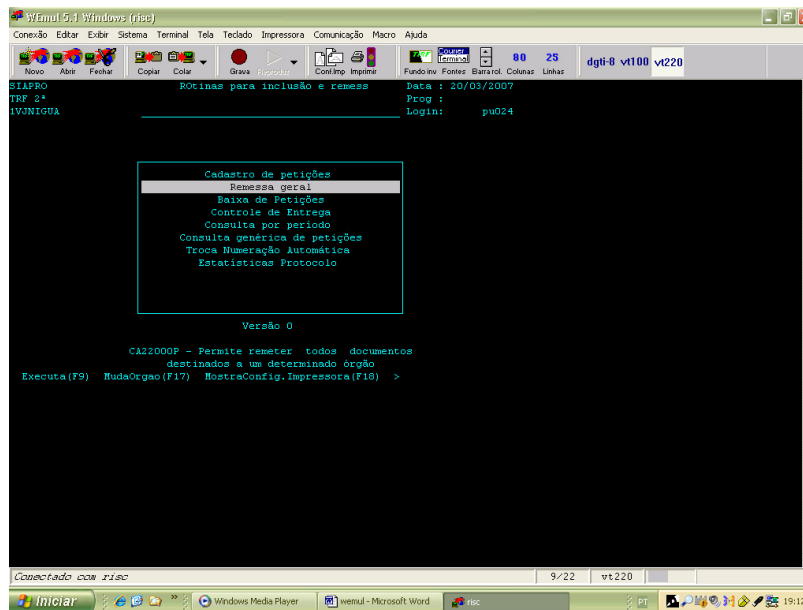 WEmul 5.1 Windows (risc)
Conexão Editar Exibir Sistema Terminal Tela Teclado Impressora Comunicação Macro Ajuda
Courier
Terminal
80 25
dgti-8 vt100 vt220
Novo Abrir Fechar Copiar Colar Grava Reproduz Conf.Imp Imprimir Fundo inv Fontes Barra rol. Colunas Linhas
SIAPRO ROtinas para inclusão e remess Data : 20/03/2007
TRF 2ª Prog :
1VJNIGUA Login: pu024
Cadastro de petições
Remessa geral
Baixa de Petições
Controle de Entrega
Consulta por período
Consulta genérica de petições
Troca Numeração Automática
Estatísticas Protocolo
Versão 0
CA22000P - Permite remeter todos documentos
destinados a um determinado órgão
Executa(F9) MudaOrgao(F17) MostraConfig.Impressora(F18) >
Conectado com risc 9/22 vt220
Iniciar Windows Media Player wemul - Microsoft Word risc PT 19:12